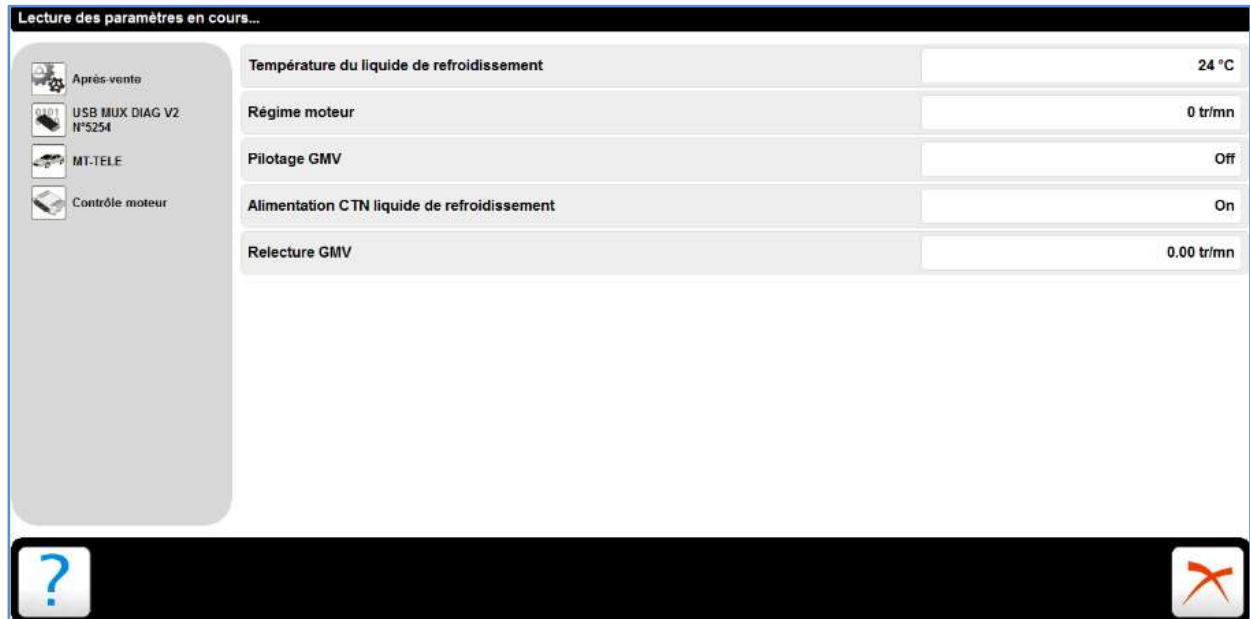 Lecture des paramètres en cours...
Après-vente
USB MUX DIAG V2
N°5254
MT-TELE
Contrôle moteur
Température du liquide de refroidissement 24 °C
Régime moteur 0 tr/mn
Pilotage GMV Off
Alimentation CTN liquide de refroidissement On
Relecture GMV 0.00 tr/mn
?